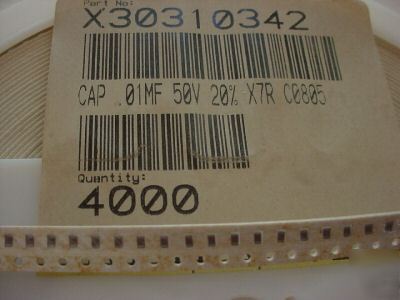 Part No:
X30310342
CAP .01MF 50V 20% X7R C0805
Quantity:
4000